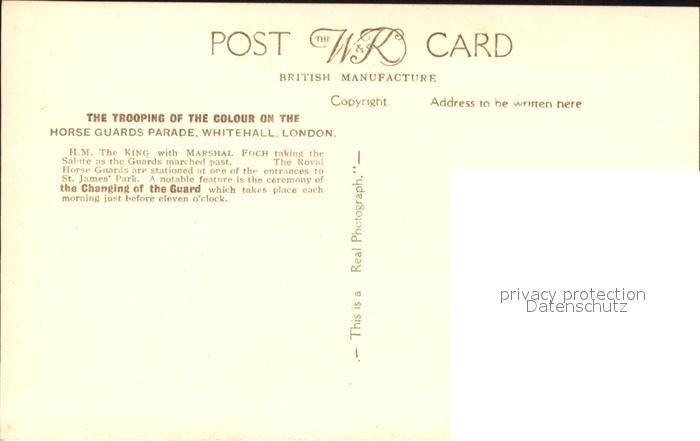 POST THE W & K CARD
BRITISH MANUFACTURE
Copyright. Address to be written here
THE TROOPING OF THE COLOUR ON THE
HORSE GUARDS PARADE, WHITEHALL, LONDON.
H.M. The KING with MARSHAL FOCH taking the
Salute as the Guards marched past. The Royal
Horse Guards are stationed at one of the entrances to
St. James' Park. A notable feature is the ceremony of
the Changing of the Guard which takes place each
morning just before eleven o'clock.
.— This is a Real Photograph."—
privacy protection
Datenschutz